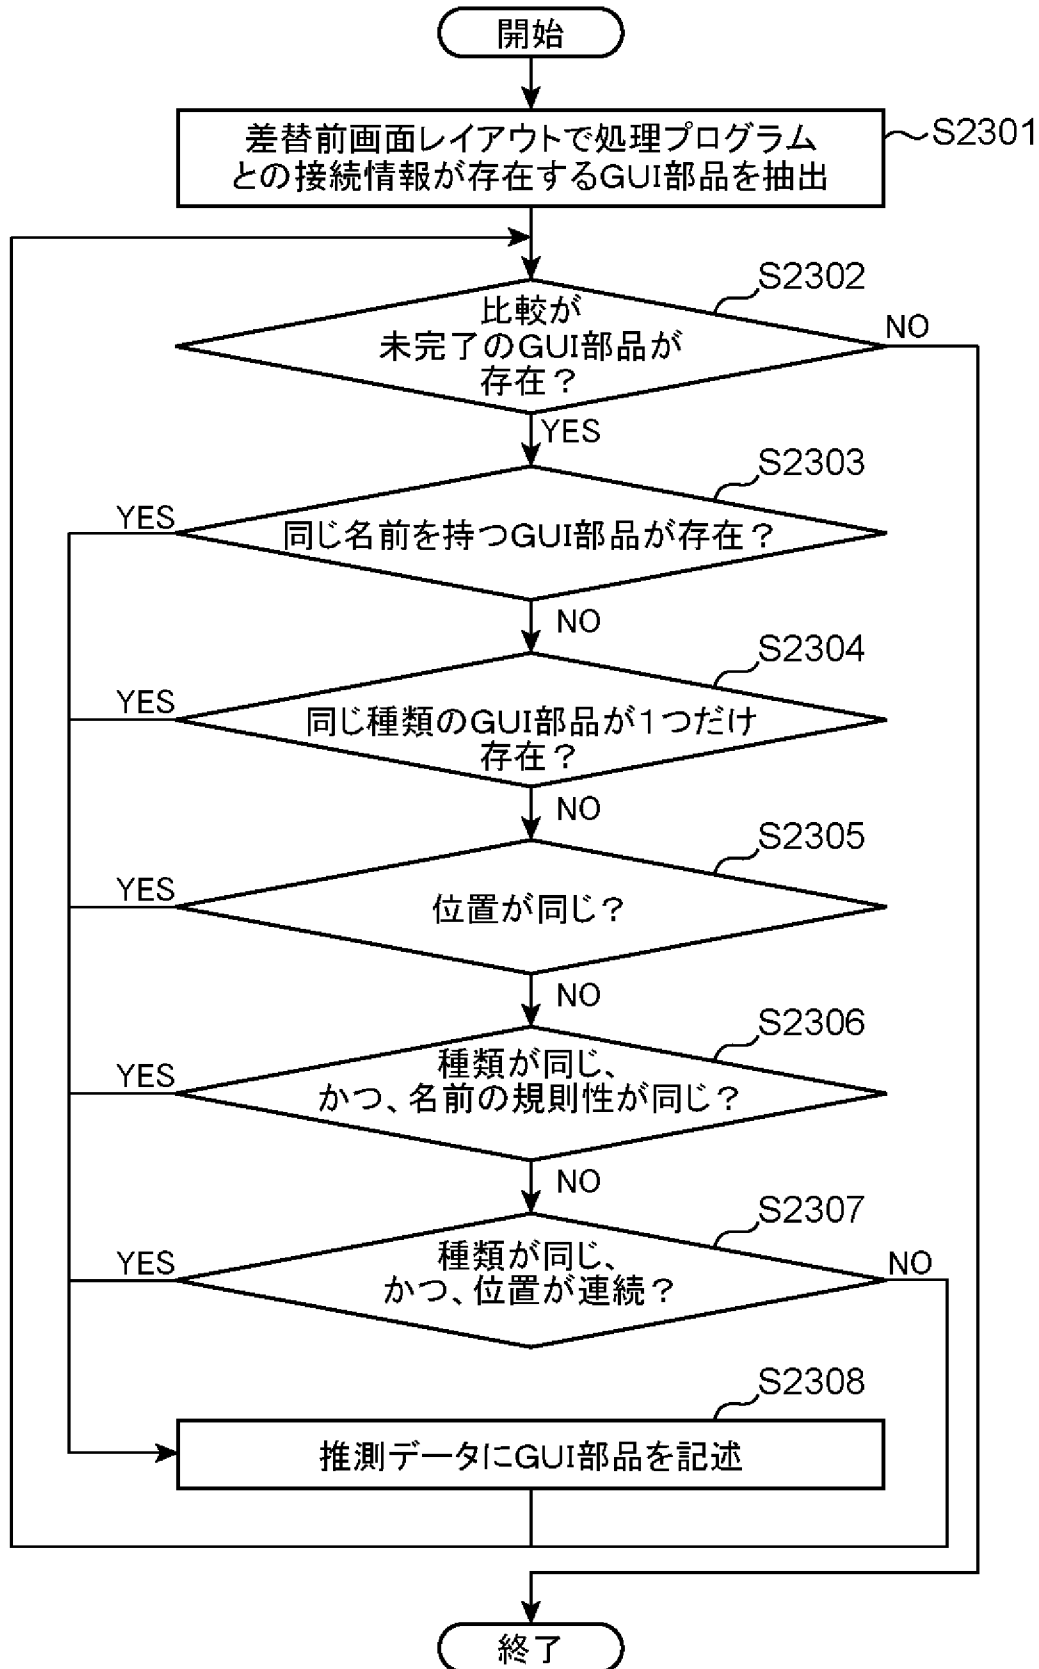 開始
差替前画面レイアウトで処理プログラム
との接続情報が存在するGUI部品を抽出
S2301
S2302
比較が
未完了のGUI部品が
存在？
NO
YES
S2303
YES
同じ名前を持つGUI部品が存在？
NO
S2304
YES
同じ種類のGUI部品が１つだけ
存在？
NO
S2305
YES
位置が同じ？
NO
S2306
YES
種類が同じ、
かつ、名前の規則性が同じ？
NO
S2307
YES
種類が同じ、
かつ、位置が連続？
NO
S2308
推測データにGUI部品を記述
終了